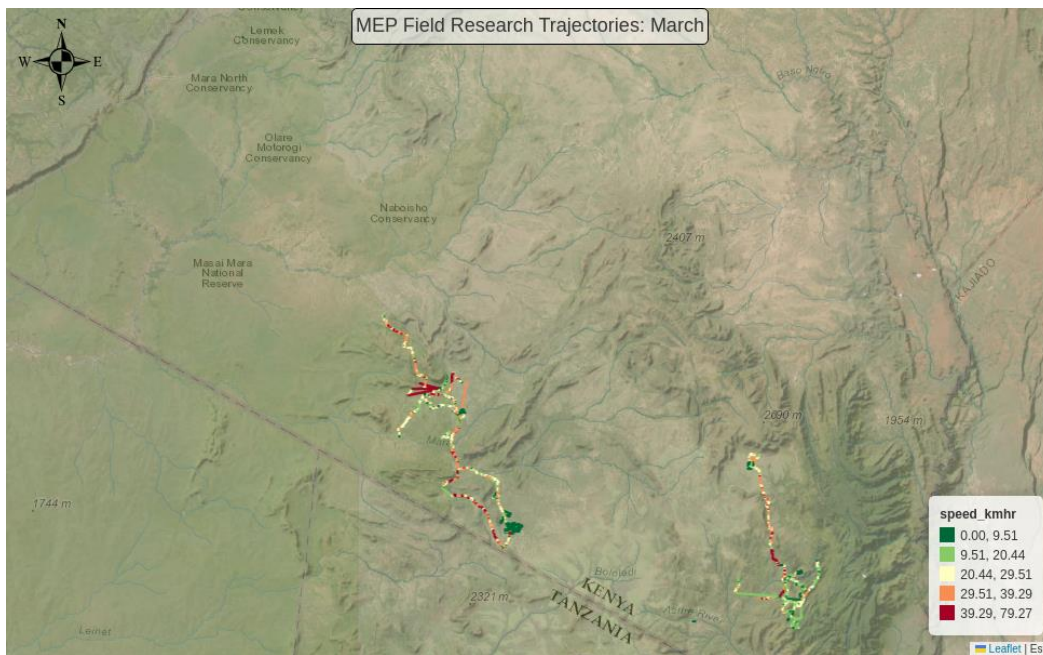 MEP Field Research Trajectories: March
N
W
E
S
Lemek
Conservancy
Mara North
Conservancy
Olare
Motorogi
Conservancy
Naboisho
Conservancy
Masai Mara
National
Reserve
2407 m
KAJIADO
2090 m
1954 m
1744 m
2321 m
KENYA
TANZANIA
speed_kmhr
0.00, 9.51
9.51, 20.44
20.44, 29.51
29.51, 39.29
39.29, 79.27
Leaflet | Es